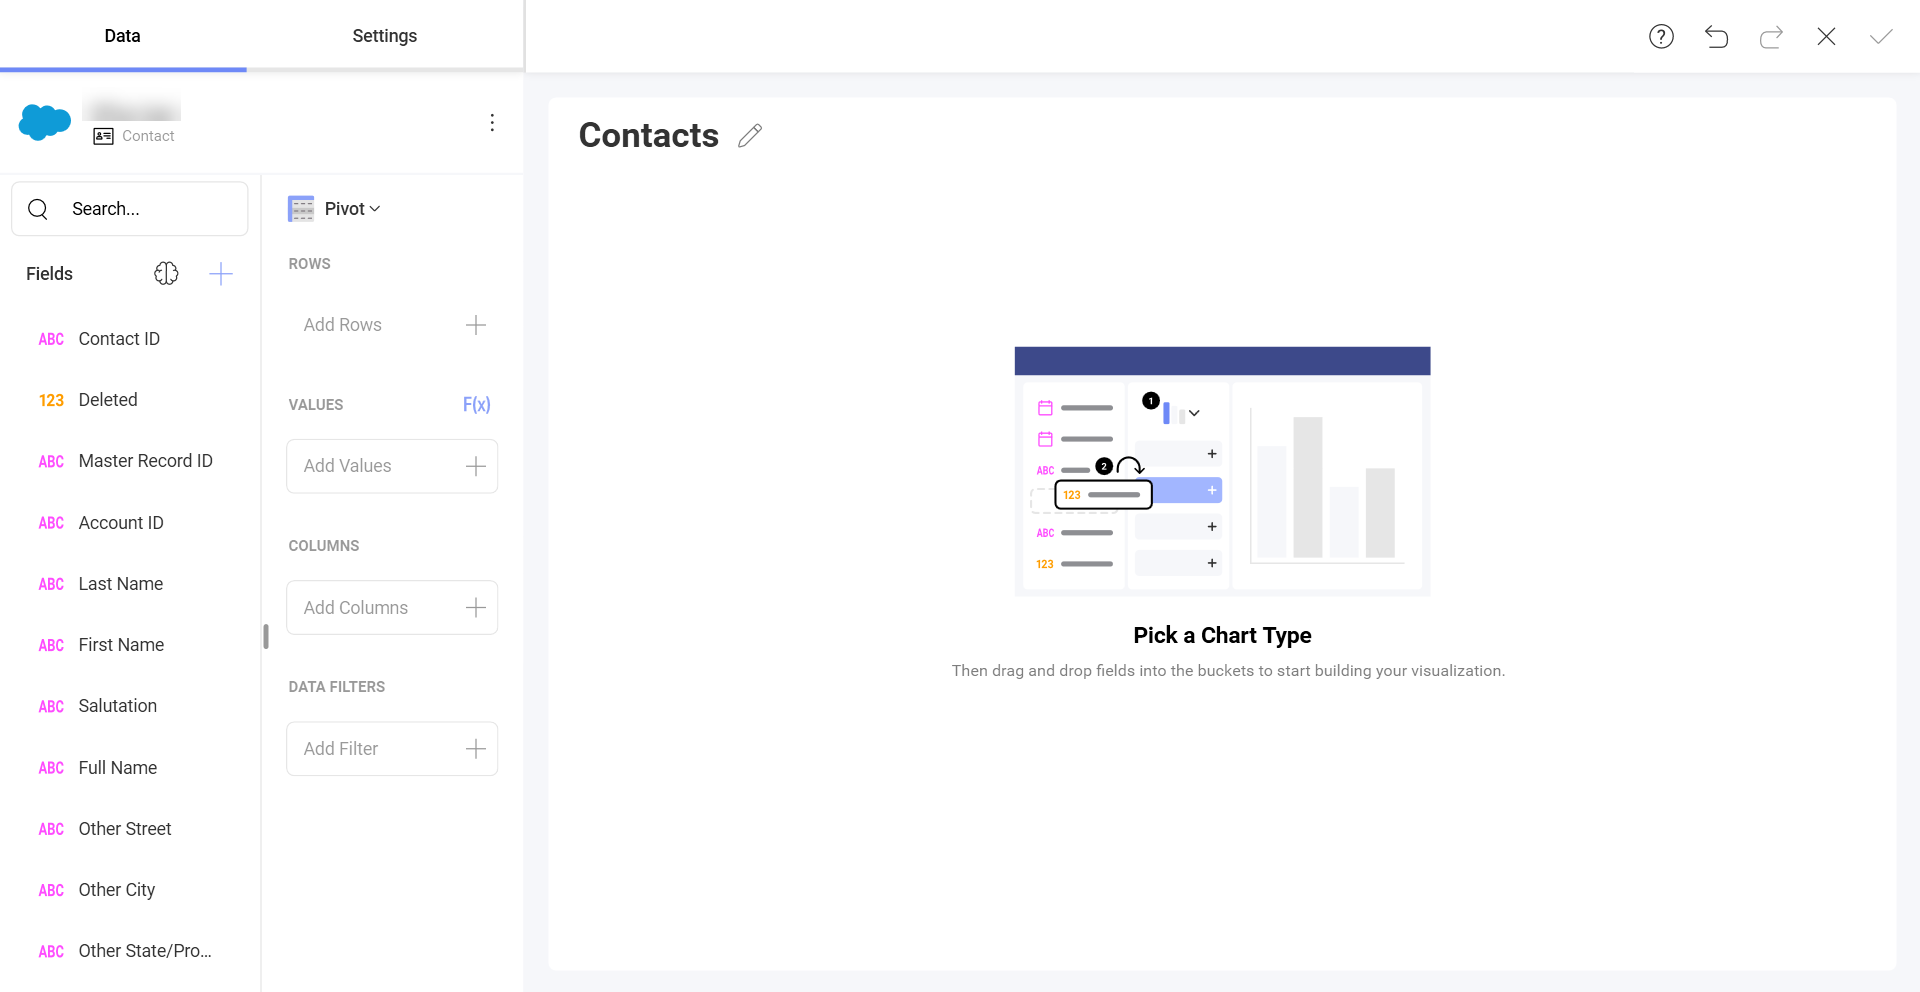 Data
Settings
Contact
Search...
Fields
Contact ID
Deleted
Master Record ID
Account ID
Last Name
First Name
Salutation
Full Name
Other Street
Other City
Other State/Pro...
ABC
123
ABC
ABC
ABC
ABC
ABC
ABC
ABC
ABC
ABC
Pivot
ROWS
Add Rows
VALUES
F(x)
Add Values
COLUMNS
Add Columns
DATA FILTERS
Add Filter
Contacts
1
ABC
2
123
ABC
123
Pick a Chart Type
Then drag and drop fields into the buckets to start building your visualization.